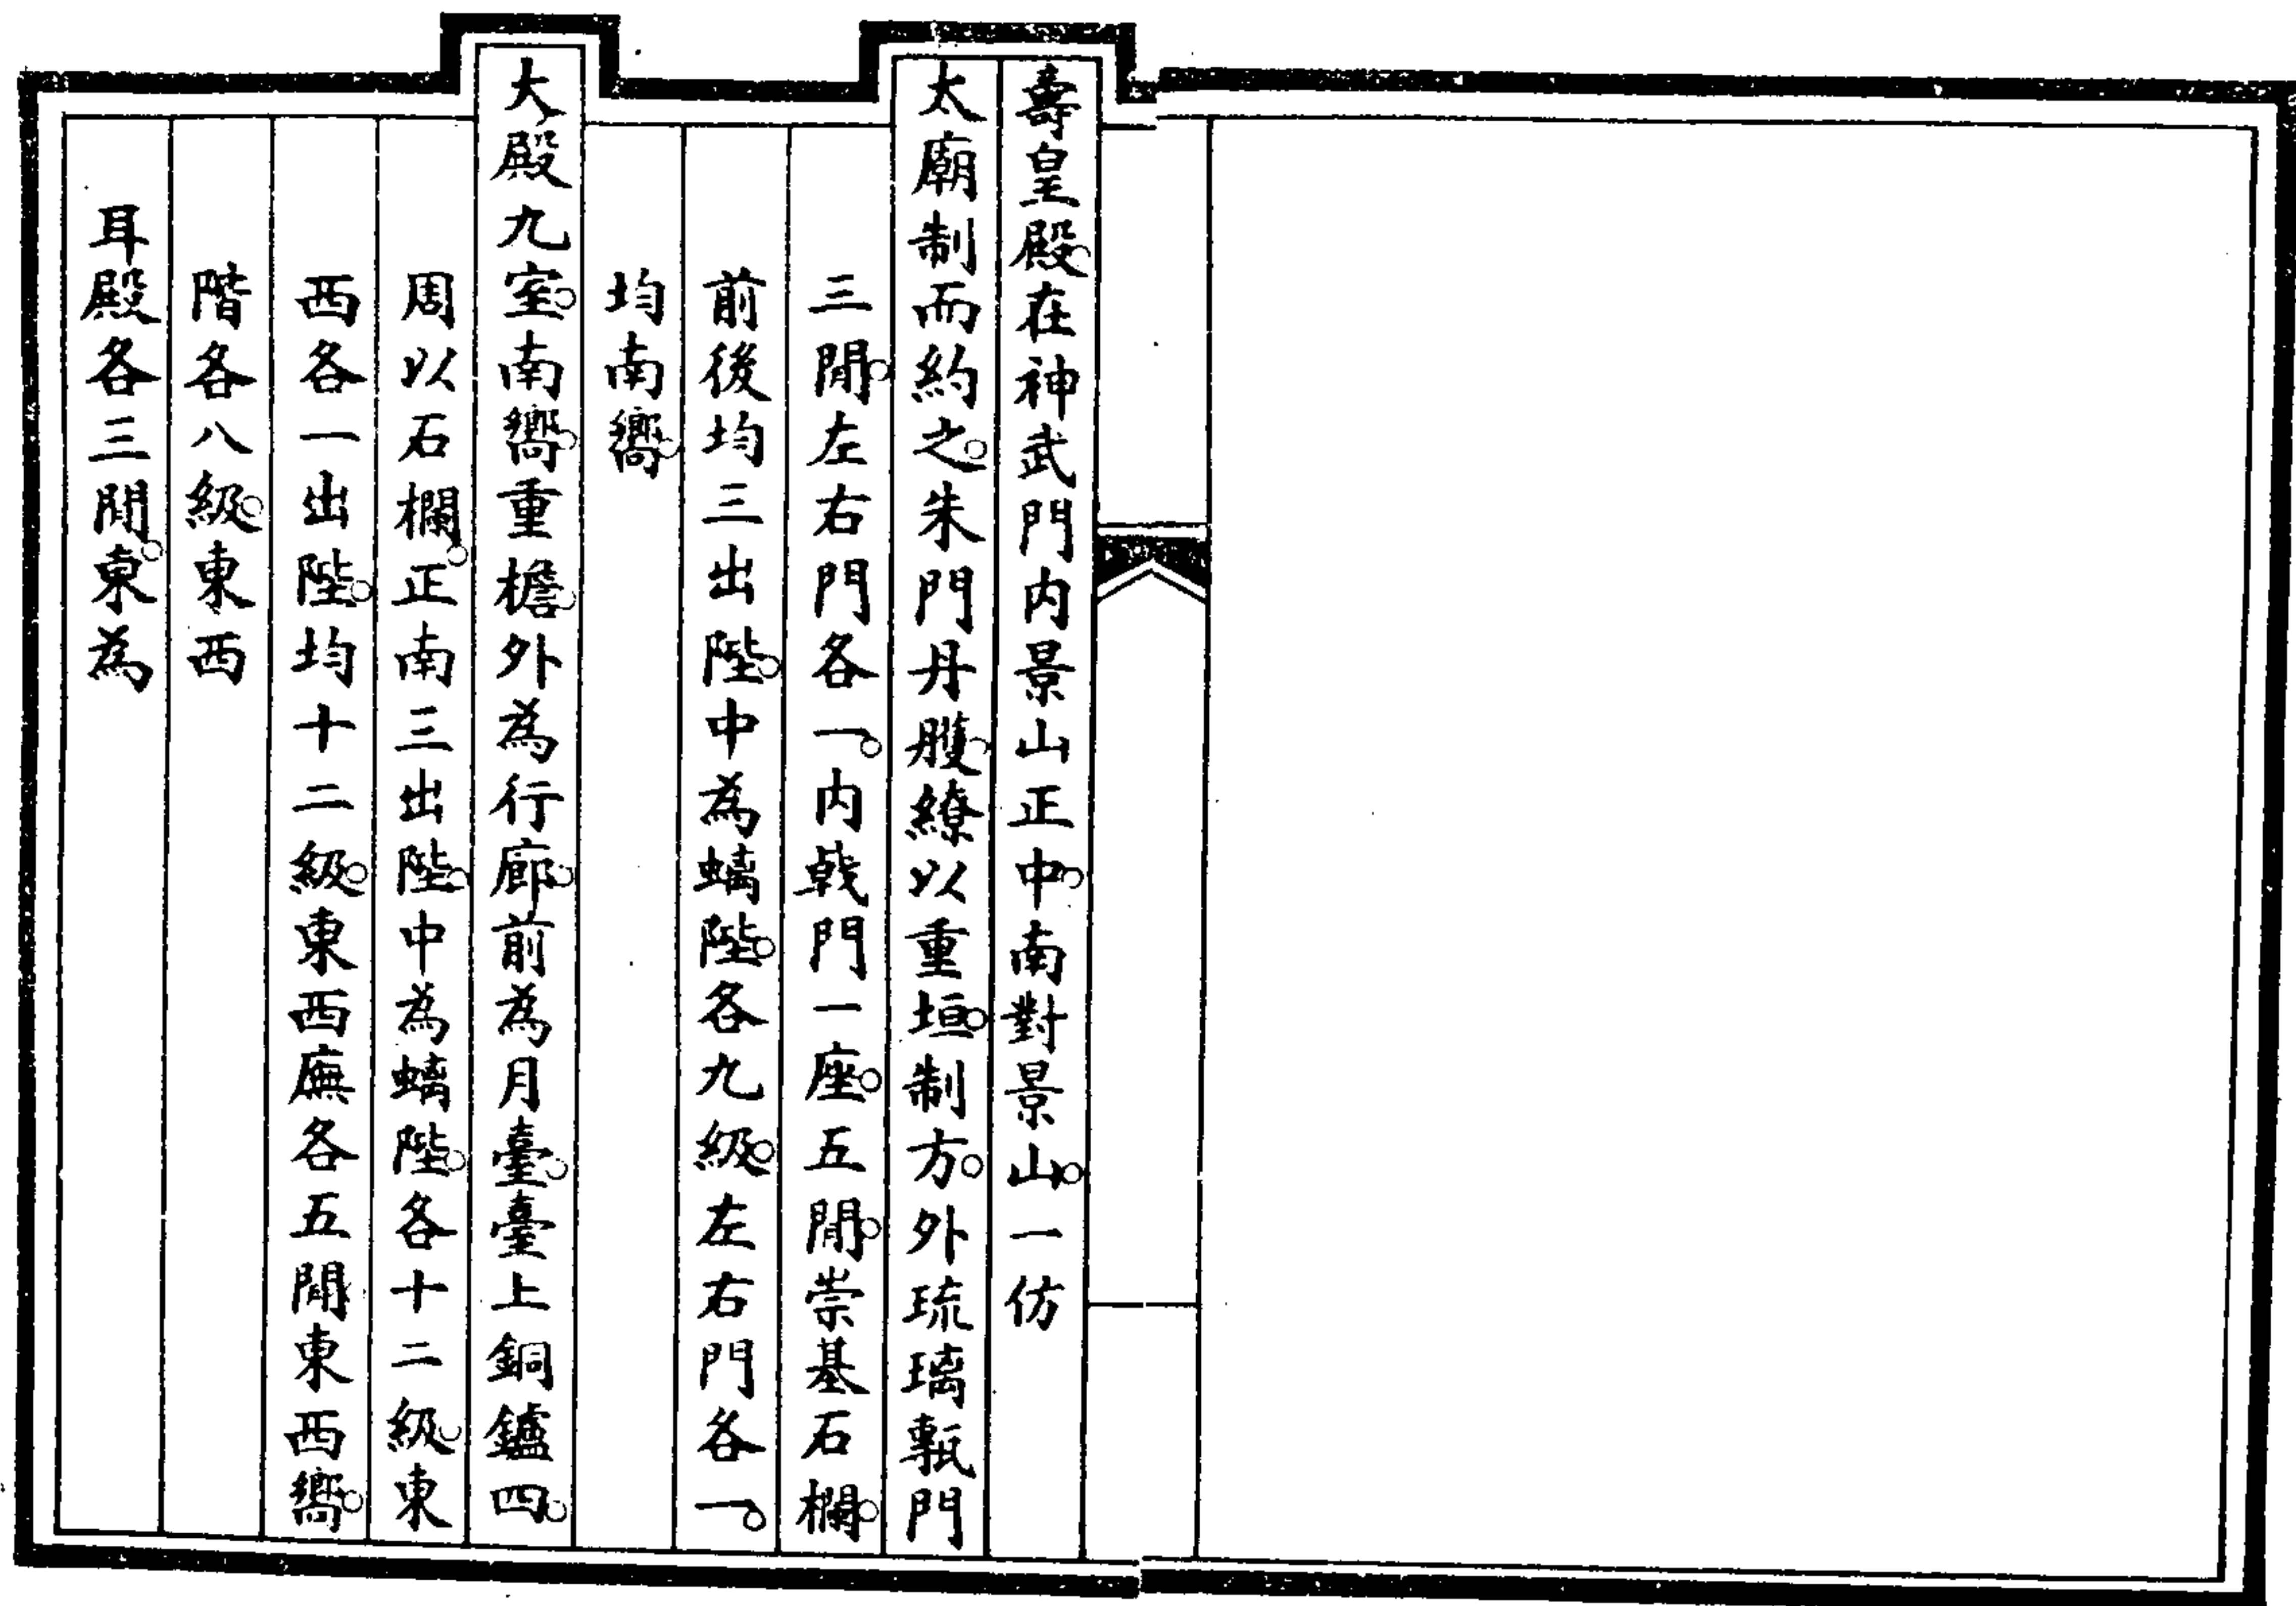 壽皇殿。在神武門内景山正中。南對景山。一仿
太廟制而約之。朱門丹雘。繚以重垣。制方。外琉璃甎門
三閒。左右門各一。内戟門一座。五閒。崇基石欄。
前後均三出陛。中為螭陛。各九級。左右門各一。
均南嚮。
大殿九室。南嚮。重檐。外為行廊。前為月臺。臺上銅鑪四。
周以石欄。正南三出陛。中為螭陛。各十二級。東
西各一出陛。均十二級。東西廡各五閒東西嚮。
階各八級。東西
耳殿各三閒。東為